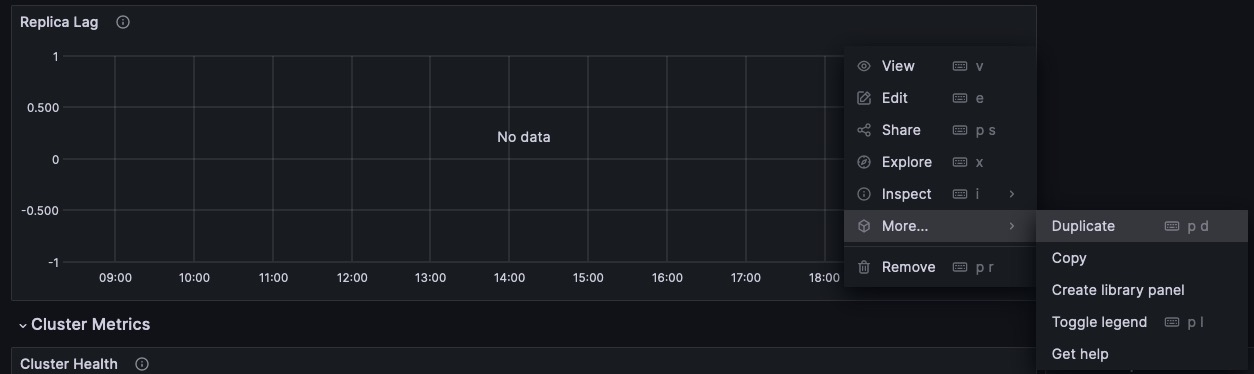 Replica Lag
1
0.500
0
-0.500
-1
No data
09:00 10:00 11:00 12:00 13:00 14:00 15:00 16:00 17:00 18:00
View v
Edit e
Share p s
Explore x
Inspect i
More...
Remove p r
Duplicate p d
Copy
Create library panel
Toggle legend p l
Get help
Cluster Metrics
Cluster Health